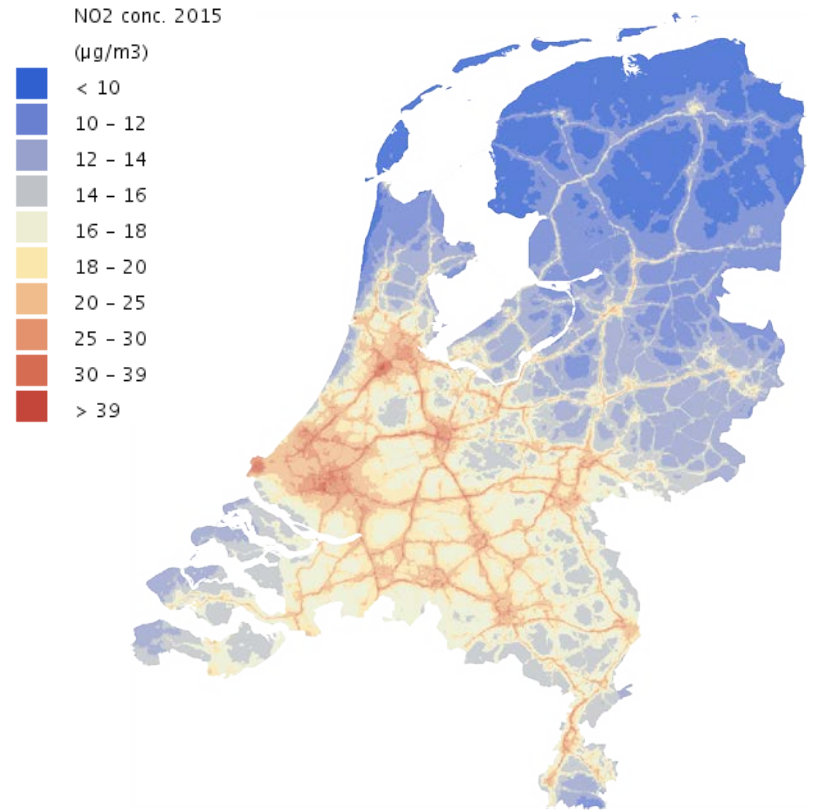 NO2 conc. 2015
(µg/m3)
< 10
10 – 12
12 – 14
14 – 16
16 – 18
18 – 20
20 – 25
25 – 30
30 – 39
> 39